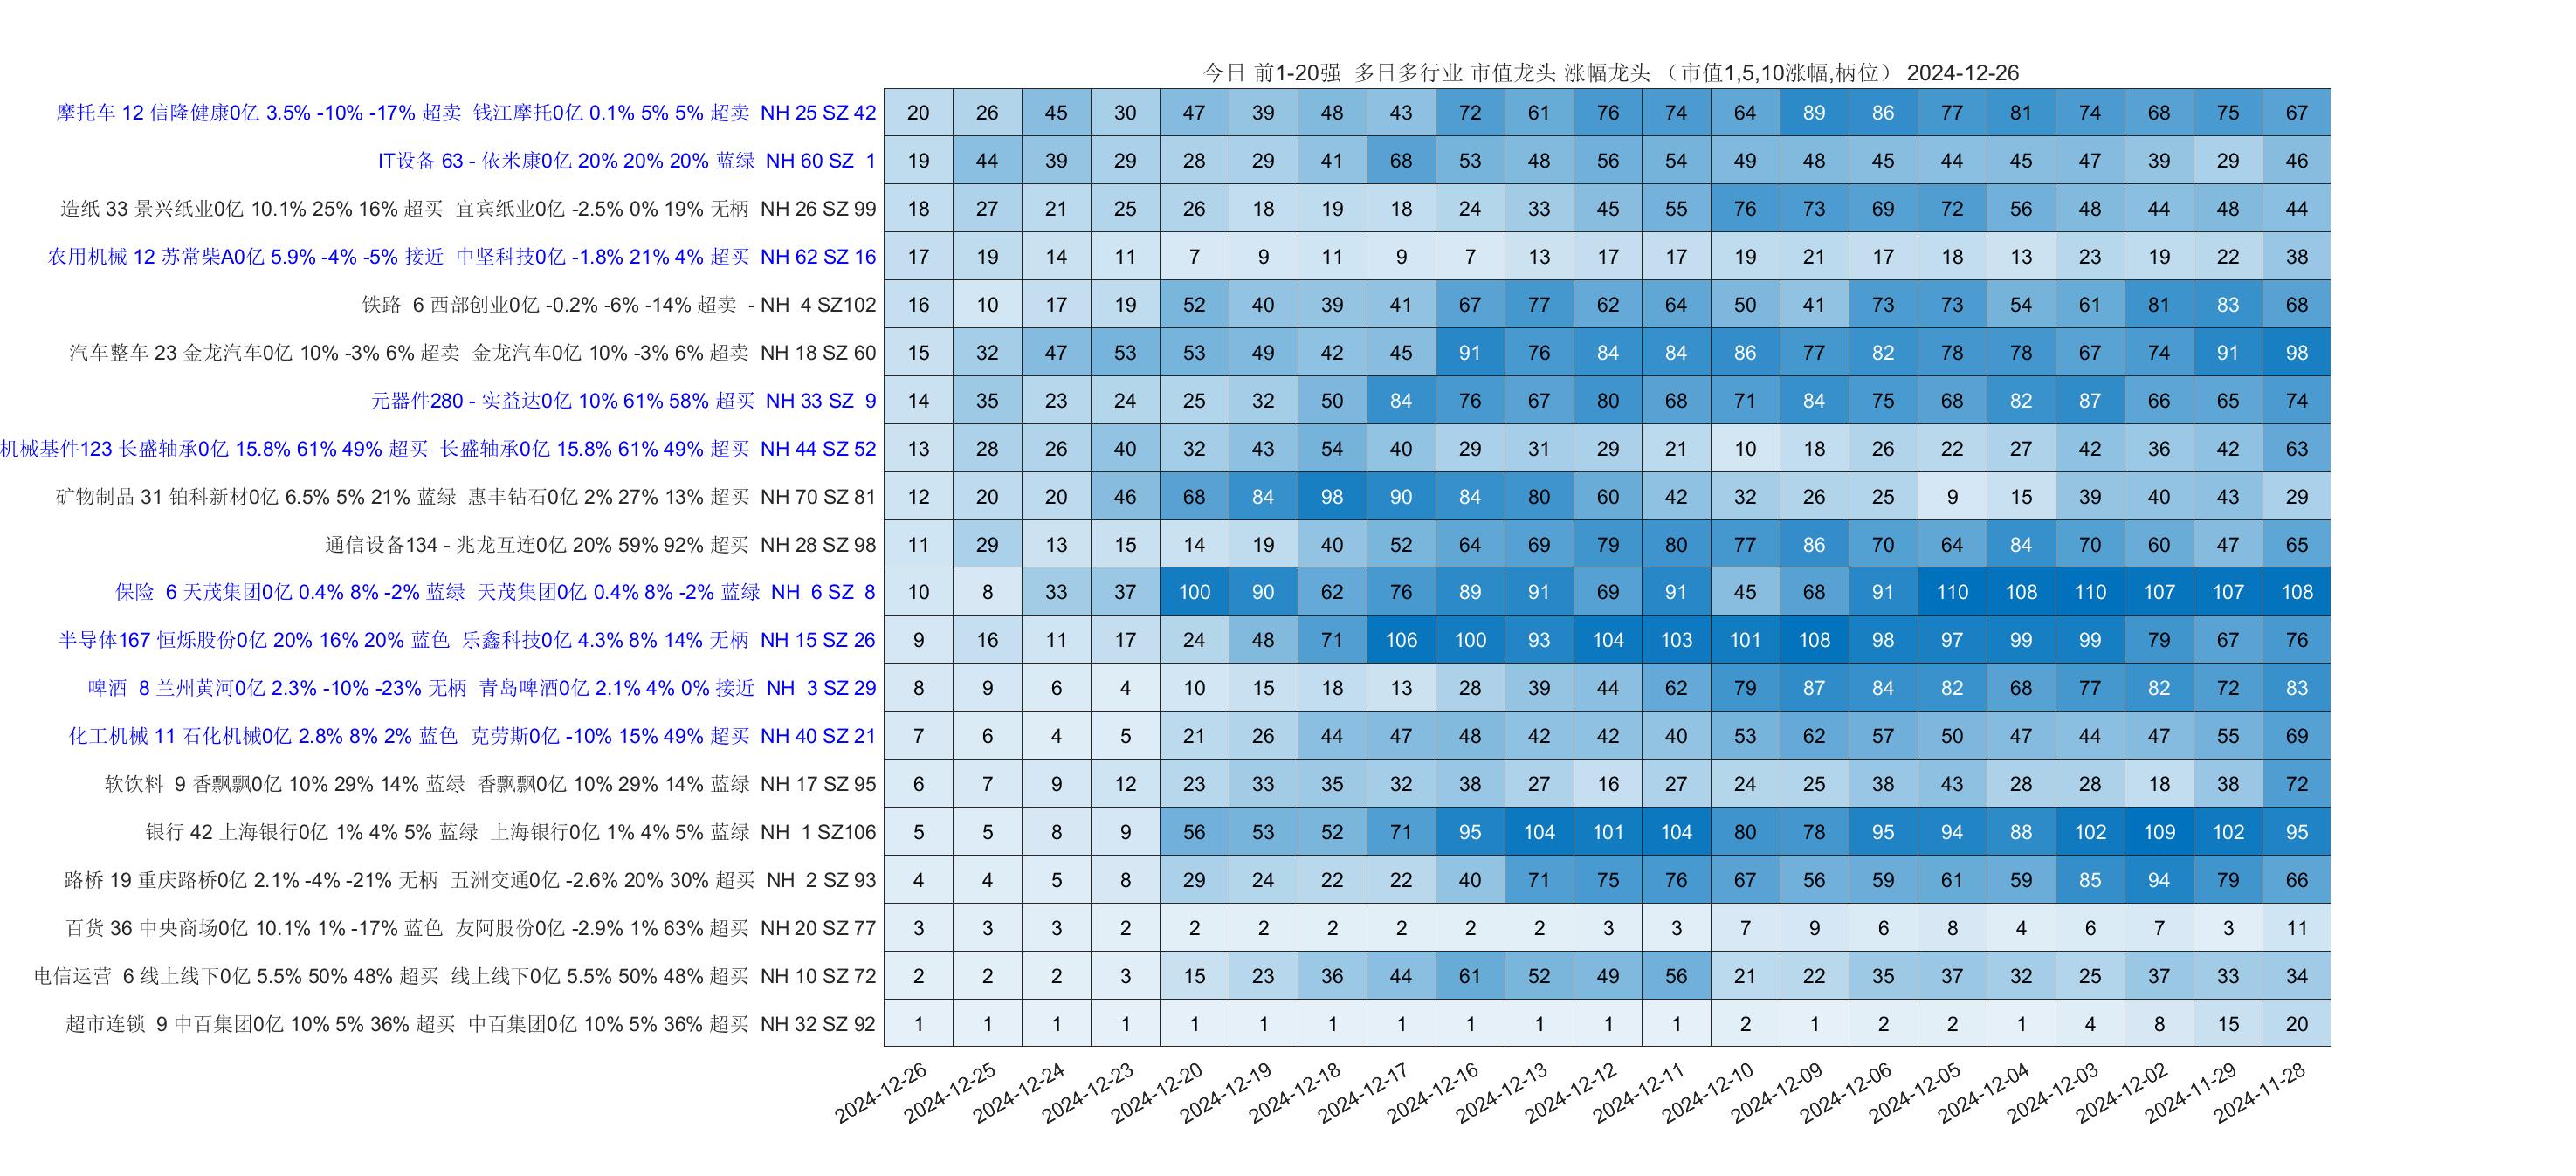 今日 前1-20强 多日多行业 市值龙头 涨幅龙头 （市值1,5,10涨幅,柄位） 2024-12-26
摩托车 12 信隆健康0亿 3.5% -10% -17% 超卖 钱江摩托0亿 0.1% 5% 5% 超卖 NH 25 SZ 42 20 26 45 30 47 39 48 43 72 61 76 74 64 89 86 77 81 74 68 75 67
IT设备 63 - 依米康0亿 20% 20% 20% 蓝绿 NH 60 SZ 1 19 44 39 29 28 29 41 68 53 48 56 54 49 48 45 44 45 47 39 29 46
造纸 33 景兴纸业0亿 10.1% 25% 16% 超买 宜宾纸业0亿 -2.5% 0% 19% 无柄 NH 26 SZ 99 18 27 21 25 26 18 19 18 24 33 45 55 76 73 69 72 56 48 44 48 44
农用机械 12 苏常柴A0亿 5.9% -4% -5% 接近 中坚科技0亿 -1.8% 21% 4% 超买 NH 62 SZ 16 17 19 14 11 7 9 11 9 7 13 17 17 19 21 17 18 13 23 19 22 38
铁路 6 西部创业0亿 -0.2% -6% -14% 超卖 - NH 4 SZ102 16 10 17 19 52 40 39 41 67 77 62 64 50 41 73 73 54 61 81 83 68
汽车整车 23 金龙汽车0亿 10% -3% 6% 超卖 金龙汽车0亿 10% -3% 6% 超卖 NH 18 SZ 60 15 32 47 53 53 49 42 45 91 76 84 84 86 77 82 78 78 67 74 91 98
元器件280 - 实益达0亿 10% 61% 58% 超买 NH 33 SZ 9 14 35 23 24 25 32 50 84 76 67 80 68 71 84 75 68 82 87 66 65 74
机械基件123 长盛轴承0亿 15.8% 61% 49% 超买 长盛轴承0亿 15.8% 61% 49% 超买 NH 44 SZ 52 13 28 26 40 32 43 54 40 29 31 29 21 10 18 26 22 27 42 36 42 63
矿物制品 31 铂科新材0亿 6.5% 5% 21% 蓝绿 惠丰钻石0亿 2% 27% 13% 超买 NH 70 SZ 81 12 20 20 46 68 84 98 90 84 80 60 42 32 26 25 9 15 39 40 43 29
通信设备134 - 兆龙互连0亿 20% 59% 92% 超买 NH 28 SZ 98 11 29 13 15 14 19 40 52 64 69 79 80 77 86 70 64 84 70 60 47 65
保险 6 天茂集团0亿 0.4% 8% -2% 蓝绿 天茂集团0亿 0.4% 8% -2% 蓝绿 NH 6 SZ 8 10 8 33 37 100 90 62 76 89 91 69 91 45 68 91 110 108 110 107 107 108
半导体167 恒烁股份0亿 20% 16% 20% 蓝色 乐鑫科技0亿 4.3% 8% 14% 无柄 NH 15 SZ 26 9 16 11 17 24 48 71 106 100 93 104 103 101 108 98 97 99 99 79 67 76
啤酒 8 兰州黄河0亿 2.3% -10% -23% 无柄 青岛啤酒0亿 2.1% 4% 0% 接近 NH 3 SZ 29 8 9 6 4 10 15 18 13 28 39 44 62 79 87 84 82 68 77 82 72 83
化工机械 11 石化机械0亿 2.8% 8% 2% 蓝色 克劳斯0亿 -10% 15% 49% 超买 NH 40 SZ 21 7 6 4 5 21 26 44 47 48 42 42 40 53 62 57 50 47 44 47 55 69
软饮料 9 香飘飘0亿 10% 29% 14% 蓝绿 香飘飘0亿 10% 29% 14% 蓝绿 NH 17 SZ 95 6 7 9 12 23 33 35 32 38 27 16 27 24 25 38 43 28 28 18 38 72
银行 42 上海银行0亿 1% 4% 5% 蓝绿 上海银行0亿 1% 4% 5% 蓝绿 NH 1 SZ106 5 5 8 9 56 53 52 71 95 104 101 104 80 78 95 94 88 102 109 102 95
路桥 19 重庆路桥0亿 2.1% -4% -21% 无柄 五洲交通0亿 -2.6% 20% 30% 超买 NH 2 SZ 93 4 4 5 8 29 24 22 22 40 71 75 76 67 56 59 61 59 85 94 79 66
百货 36 中央商场0亿 10.1% 1% -17% 蓝色 友阿股份0亿 -2.9% 1% 63% 超买 NH 20 SZ 77 3 3 3 2 2 2 2 2 2 2 3 3 7 9 6 8 4 6 7 3 11
电信运营 6 线上线下0亿 5.5% 50% 48% 超买 线上线下0亿 5.5% 50% 48% 超买 NH 10 SZ 72 2 2 2 3 15 23 36 44 61 52 49 56 21 22 35 37 32 25 37 33 34
超市连锁 9 中百集团0亿 10% 5% 36% 超买 中百集团0亿 10% 5% 36% 超买 NH 32 SZ 92 1 1 1 1 1 1 1 1 1 1 1 1 2 1 2 2 1 4 8 15 20
2024-12-26 2024-12-25 2024-12-24 2024-12-23 2024-12-20 2024-12-19 2024-12-18 2024-12-17 2024-12-16 2024-12-13 2024-12-12 2024-12-11 2024-12-10 2024-12-09 2024-12-06 2024-12-05 2024-12-04 2024-12-03 2024-12-02 2024-11-29 2024-11-28